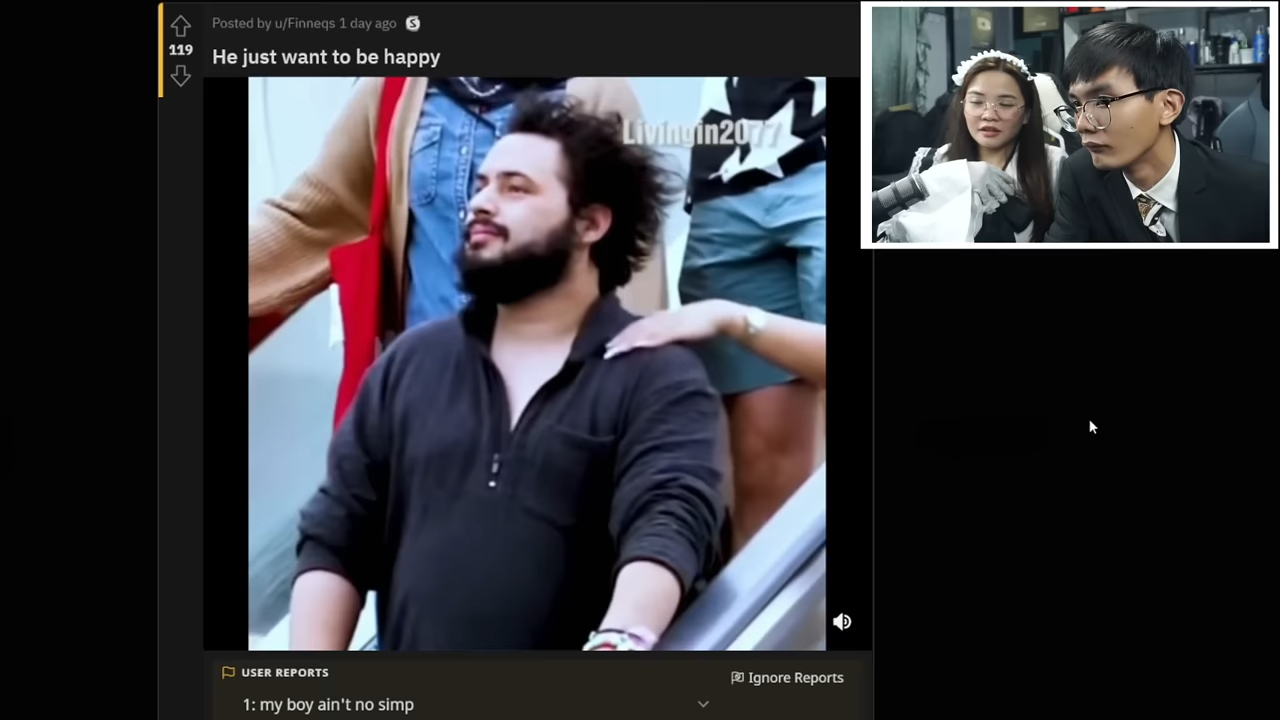 Posted by u/Finneqs 1 day ago
119
He just want to be happy
Livingin2077
USER REPORTS
Ignore Reports
1: my boy ain't no simp